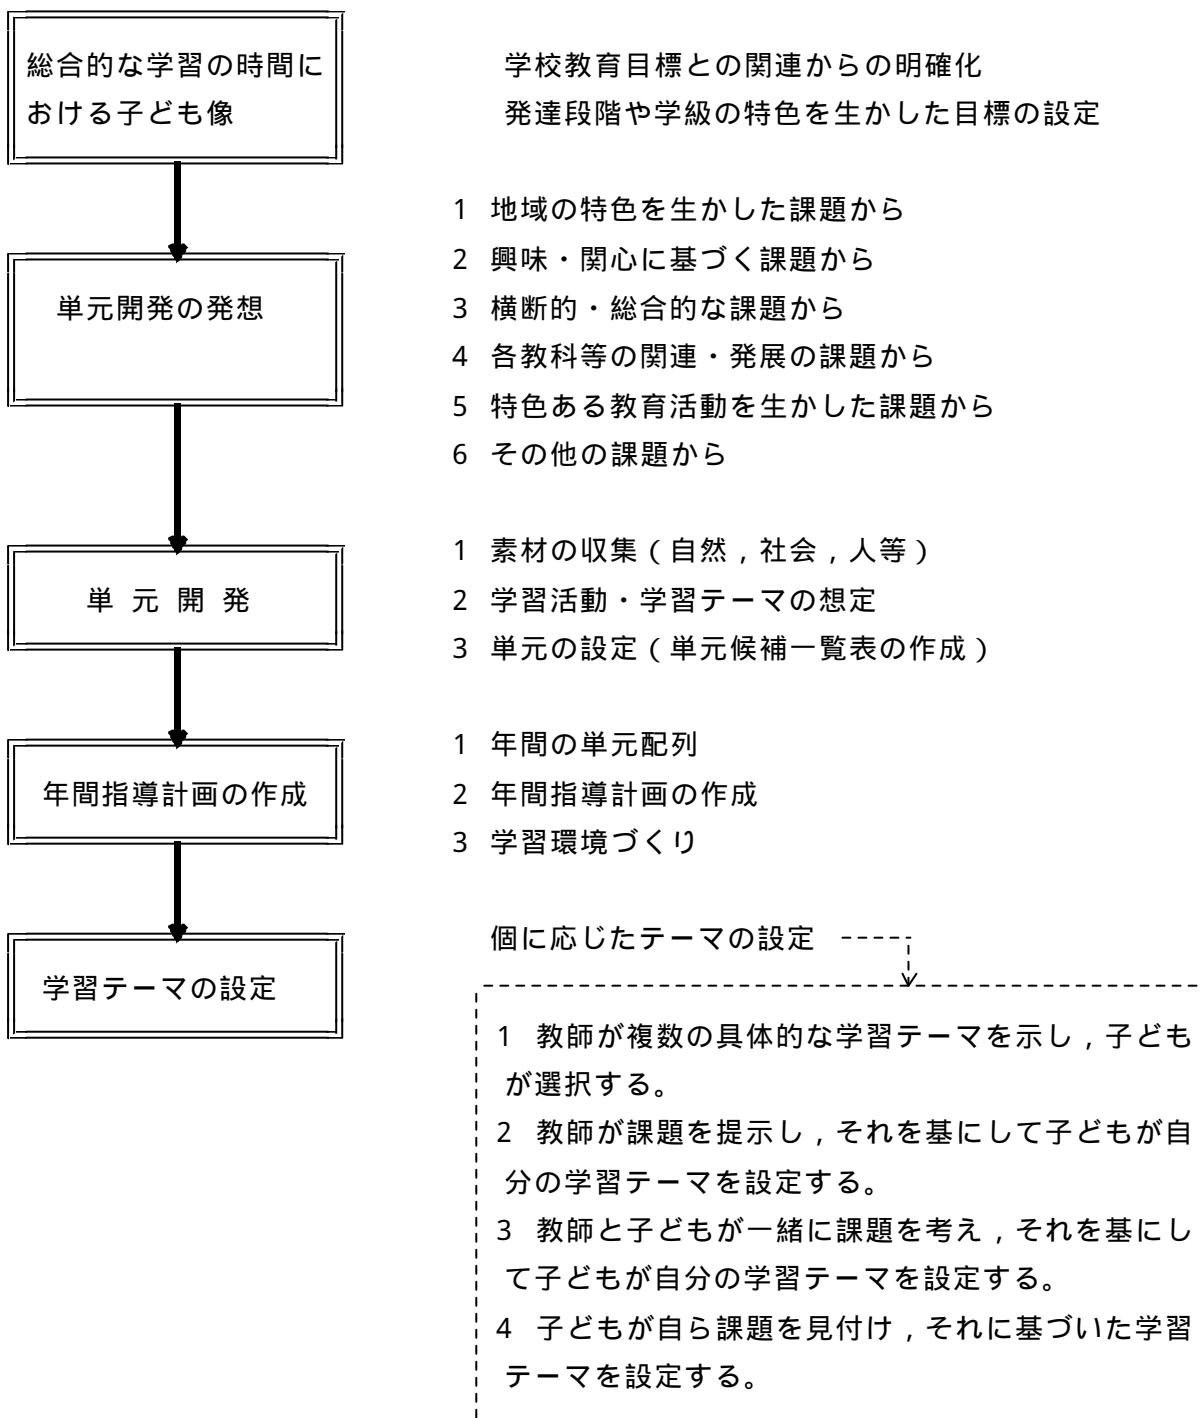 総合的な学習の時間に
おける子ども像
学校教育目標との関連からの明確化
発達段階や学級の特色を生かした目標の設定
単元開発の発想
1 地域の特色を生かした課題から
2 興味・関心に基づく課題から
3 横断的・総合的な課題から
4 各教科等の関連・発展の課題から
5 特色ある教育活動を生かした課題から
6 その他の課題から
単 元 開 発
1 素材の収集(自然,社会,人等)
2 学習活動・学習テーマの想定
3 単元の設定(単元候補一覧表の作成)
年間指導計画の作成
1 年間の単元配列
2 年間指導計画の作成
3 学習環境づくり
学習テーマの設定
個に応じたテーマの設定
1 教師が複数の具体的な学習テーマを示し,子ども
が選択する。
2 教師が課題を提示し,それを基にして子どもが自
分の学習テーマを設定する。
3 教師と子どもが一緒に課題を考え,それを基にし
て子どもが自分の学習テーマを設定する。
4 子どもが自ら課題を見付け,それに基づいた学習
テーマを設定する。